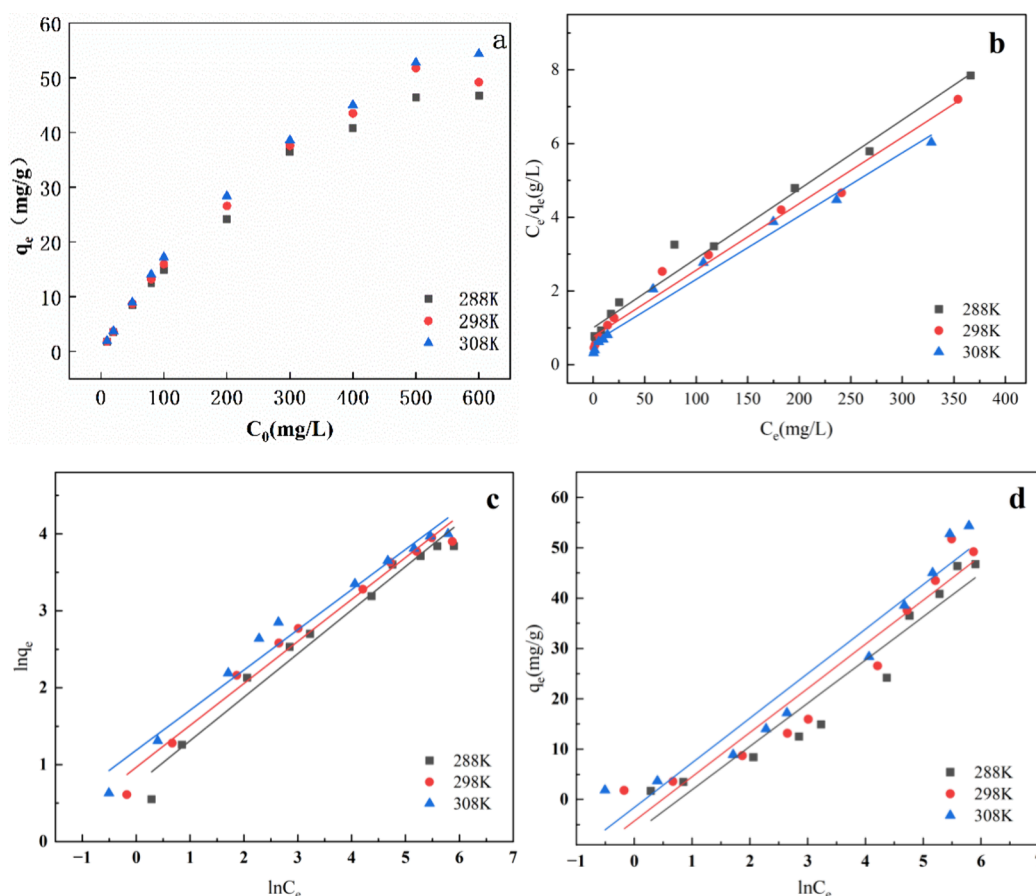 a
60
50
40
30
20
10
0
qₑ（mg/g）
288K
298K
308K
0 100 200 300 400 500 600
C₀(mg/L)
b
8
6
4
2
0
Cₑ/qₑ(g/L)
288K
298K
308K
0 50 100 150 200 250 300 350 400
Cₑ(mg/L)
c
4
3
2
1
0
lnqₑ
288K
298K
308K
−1 0 1 2 3 4 5 6 7
lnCₑ
d
60
50
40
30
20
10
0
qₑ(mg/g)
288K
298K
308K
−1 0 1 2 3 4 5 6 7
lnCₑ